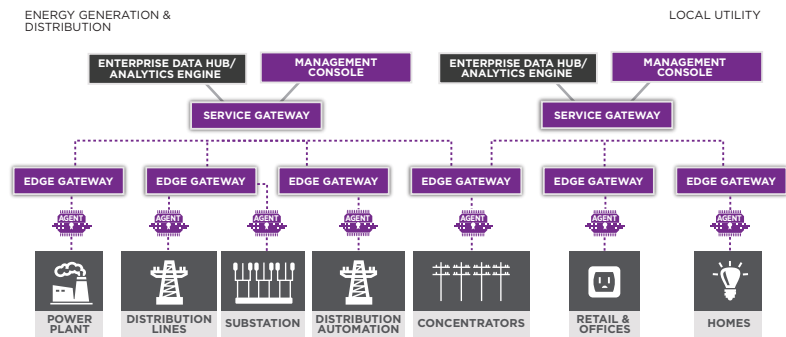 ENERGY GENERATION &
DISTRIBUTION
LOCAL UTILITY
ENTERPRISE DATA HUB/
ANALYTICS ENGINE
MANAGEMENT
CONSOLE
ENTERPRISE DATA HUB/
ANALYTICS ENGINE
MANAGEMENT
CONSOLE
SERVICE GATEWAY
SERVICE GATEWAY
EDGE GATEWAY
EDGE GATEWAY
EDGE GATEWAY
EDGE GATEWAY
EDGE GATEWAY
EDGE GATEWAY
AGENT
AGENT
AGENT
AGENT
AGENT
AGENT
AGENT
POWER
PLANT
DISTRIBUTION
LINES
SUBSTATION
DISTRIBUTION
AUTOMATION
CONCENTRATORS
RETAIL &
OFFICES
HOMES